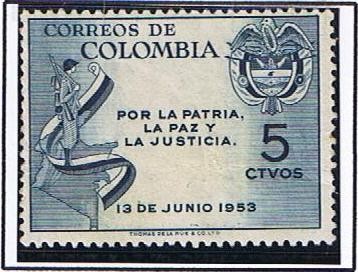 CORREOS DE
COLOMBIA
POR LA PATRIA,
LA PAZ Y
LA JUSTICIA.
5
CTVOS
13 DE JUNIO 1953
THOMAS DE LA RUE & CO. LTD